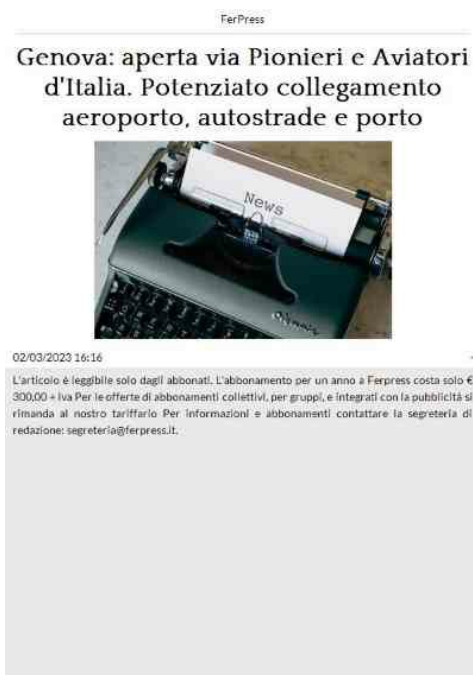 FerPress
Genova: aperta via Pionieri e Aviatori
d'Italia. Potenziato collegamento
aeroporto, autostrade e porto
News
Olympia
02/03/2023 16:16
L'articolo è leggibile solo dagli abbonati. L'abbonamento per un anno a Ferpress costa solo €
300,00 + Iva Per le offerte di abbonamenti collettivi, per gruppi, e integrati con la pubblicità si
rimanda al nostro tariffario Per informazioni e abbonamenti contattare la segreteria di
redazione: segreteria@ferpress.it.